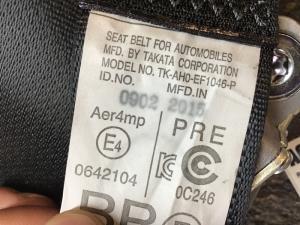 SEAT BELT FOR AUTOMOBILES
MFD. BY TAKATA CORPORATION
MODEL NO. TK-AH0-EF1046-P
ID.NO. MFD.IN
0902 2015
Aer4mp PRE
E4 KC C
0642104 0C246